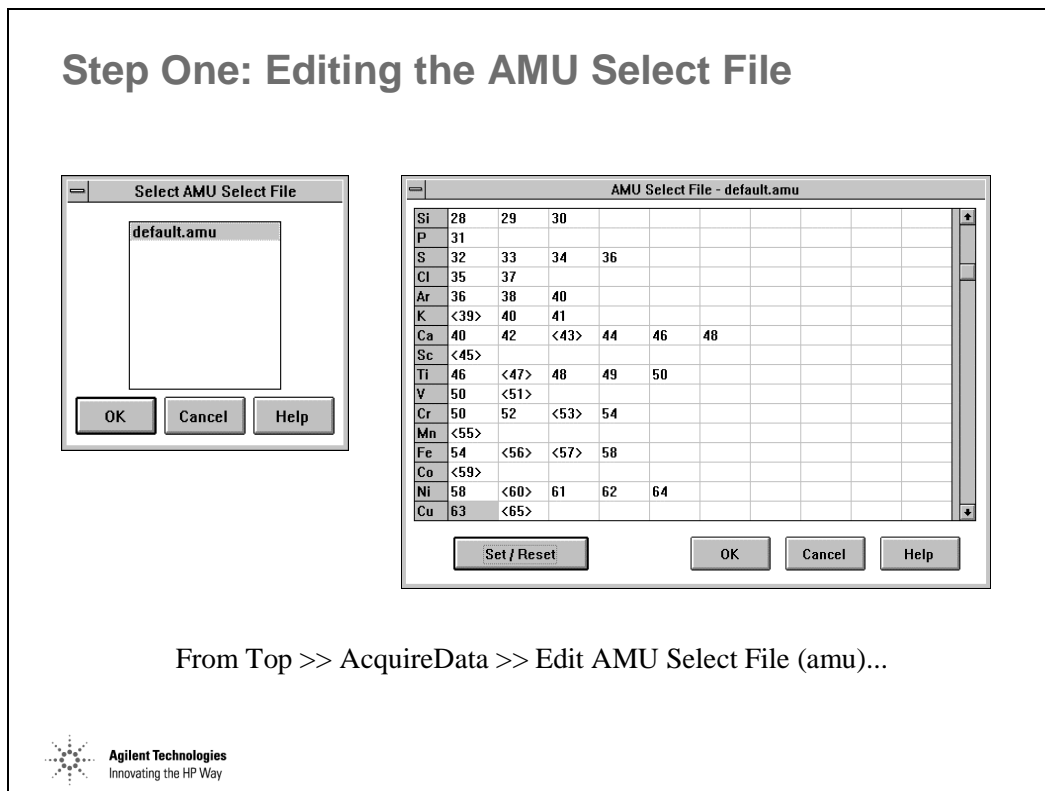 Step One: Editing the AMU Select File
Select AMU Select File
default.amu
OK Cancel Help
AMU Select File - default.amu
Si 28 29 30
P 31
S 32 33 34 36
Cl 35 37
Ar 36 38 40
K <39> 40 41
Ca 40 42 <43> 44 46 48
Sc <45>
Ti 46 <47> 48 49 50
V 50 <51>
Cr 50 52 <53> 54
Mn <55>
Fe 54 <56> <57> 58
Co <59>
Ni 58 <60> 61 62 64
Cu 63 <65>
Set / Reset OK Cancel Help
From Top >> AcquireData >> Edit AMU Select File (amu)...
Agilent Technologies
Innovating the HP Way